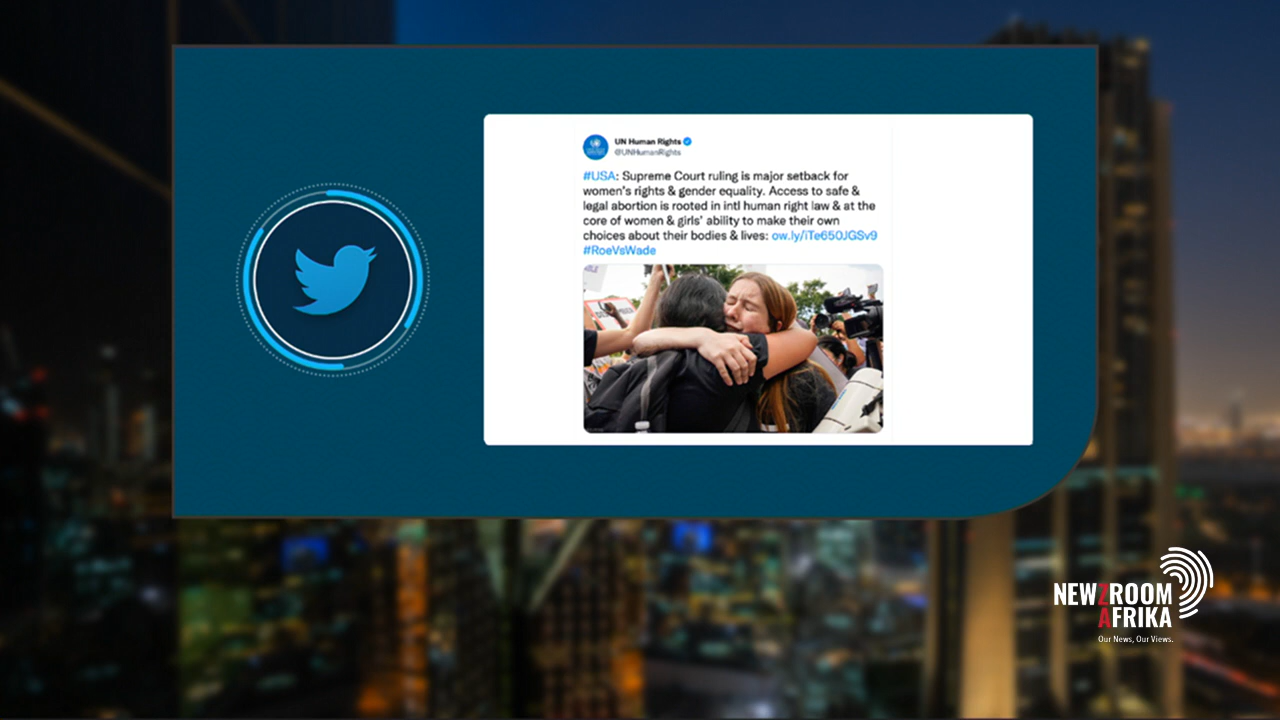 UN Human Rights
@UNHumanRights
#USA: Supreme Court ruling is major setback for
women's rights & gender equality. Access to safe &
legal abortion is rooted in intl human right law & at the
core of women & girls' ability to make their own
choices about their bodies & lives: ow.ly/iTe650JGSv9
#RoeVsWade
NEWZROOM
AFRIKA
Our News, Our Views.